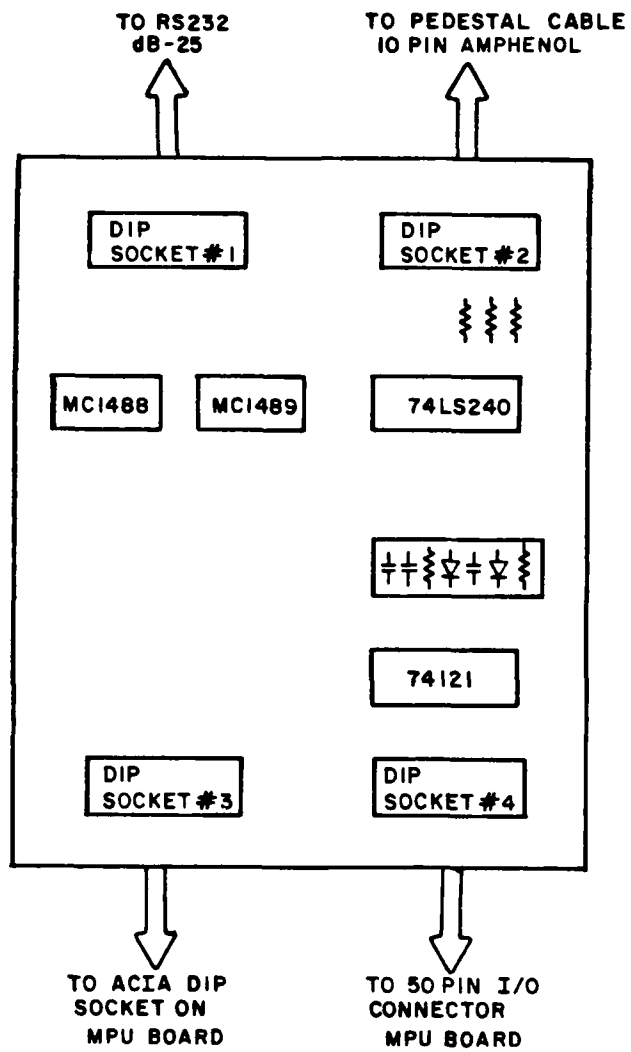 TO RS232
dB-25
TO PEDESTAL CABLE
10 PIN AMPHENOL
DIP
SOCKET #1
DIP
SOCKET #2
MC1488
MC1489
74LS240
74121
DIP
SOCKET #3
DIP
SOCKET #4
TO ACIA DIP
SOCKET ON
MPU BOARD
TO 50 PIN I/O
CONNECTOR
MPU BOARD